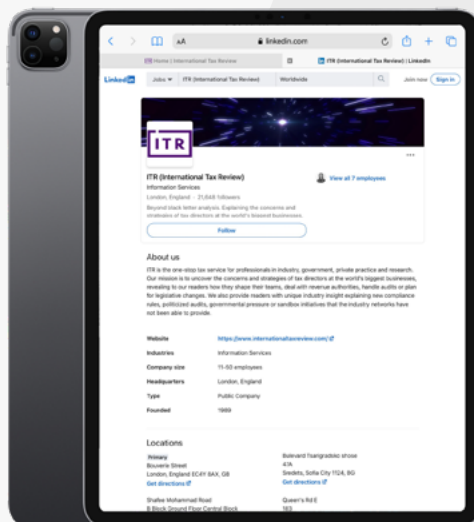 AA
linkedin.com
Home | International Tax Review
ITR (International Tax Review) | LinkedIn
LinkedIn
Jobs
ITR (International Tax Review)
Worldwide
Join now
Sign in
ITR
ITR (International Tax Review)
Information Services
London, England
followers
View all 7 employees
Beyond black letter analysis. Explaining the concerns and
strategies of tax directors at the world's biggest businesses.
Follow
About us
ITR is the one-stop tax service for professionals in industry, government, private practice and research.
Our mission is to uncover the concerns and strategies of tax directors at the world's biggest businesses,
revealing to our readers how they shape their teams, deal with revenue authorities, handle audits or plan
for legislative changes. We also provide readers with unique industry insight explaining new compliance
rules, politicized audits, governmental pressure or sandbox initiatives that the industry networks have
not been able to provide.
Website
https://www.internationaltaxreview.com/
Industries
Information Services
Company size
11-50 employees
Headquarters
London, England
Type
Public Company
Founded
1989
Locations
Primary
Bouverie Street
London, England EC4Y 8AX, GB
Get directions
Bulevard Tsarigradsko shose
47A
Sredets, Sofia City 1124, BG
Get directions
Shafee Mohammad Road
B Block Ground Floor Central Block
Queen's Rd E
183